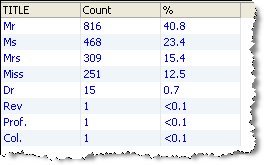 TITLE Count %
Mr 816 40.8
Ms 468 23.4
Mrs 309 15.4
Miss 251 12.5
Dr 15 0.7
Rev 1 <0.1
Prof. 1 <0.1
Col. 1 <0.1